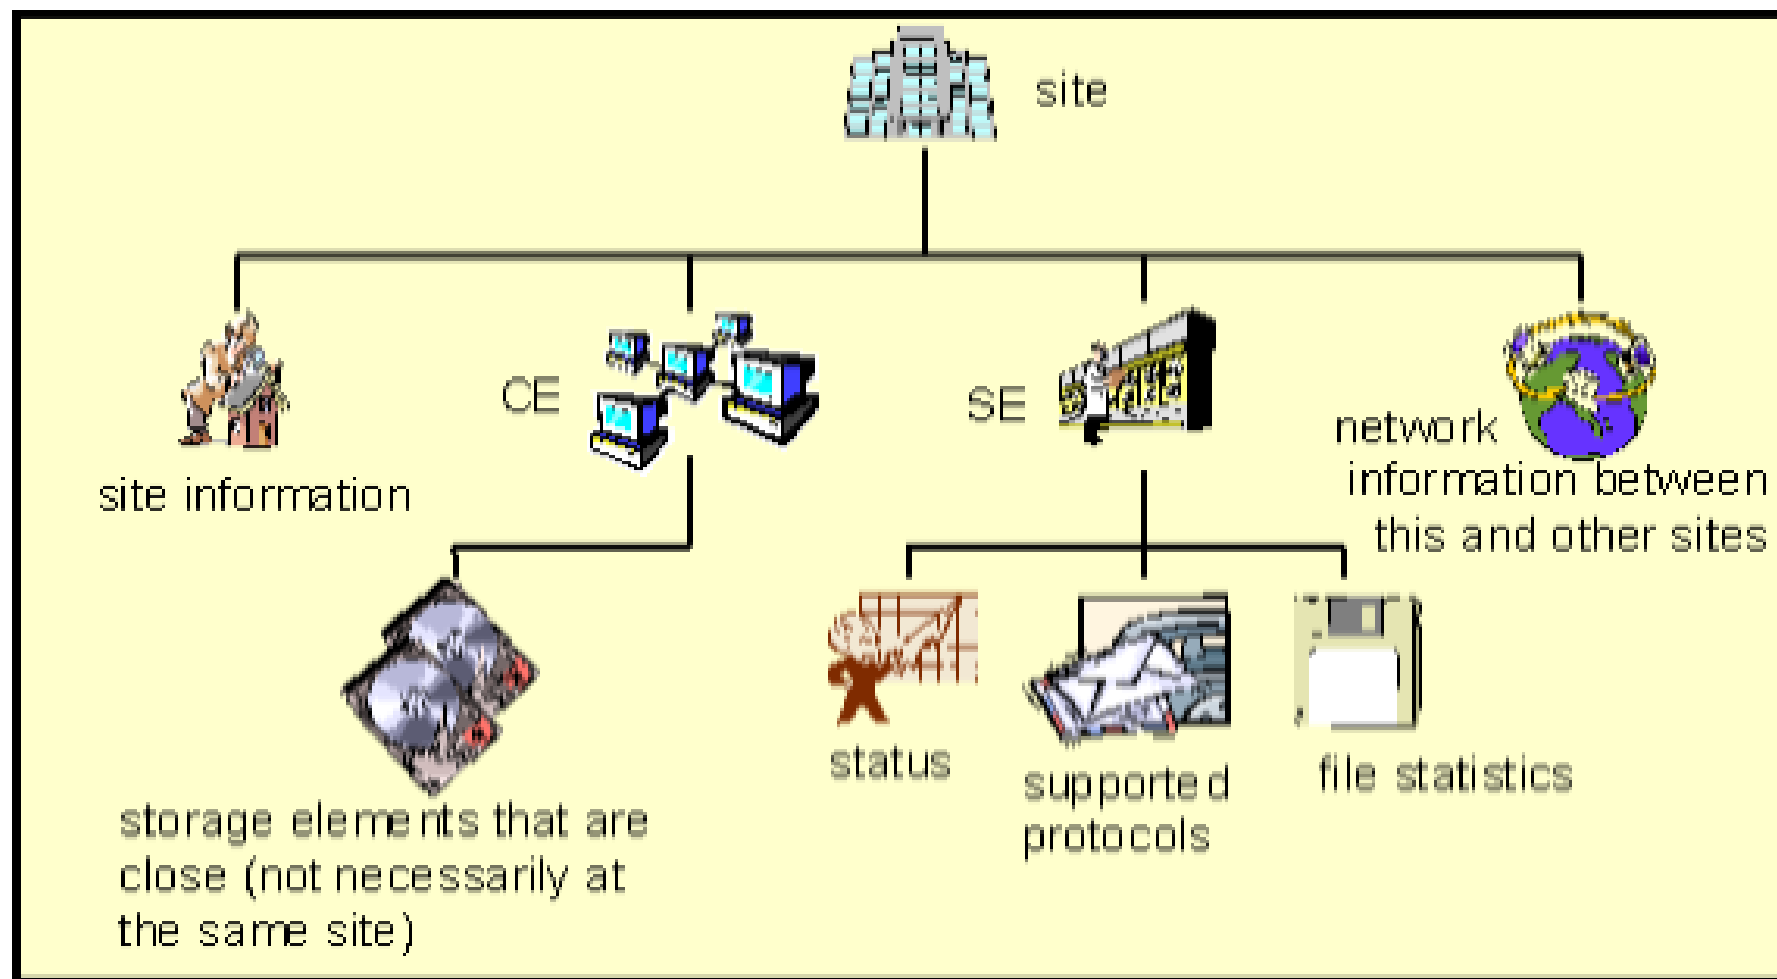 site
site information
CE
SE
network
information between
this and other sites
storage elements that are
close (not necessarily at
the same site)
status
supported
protocols
file statistics